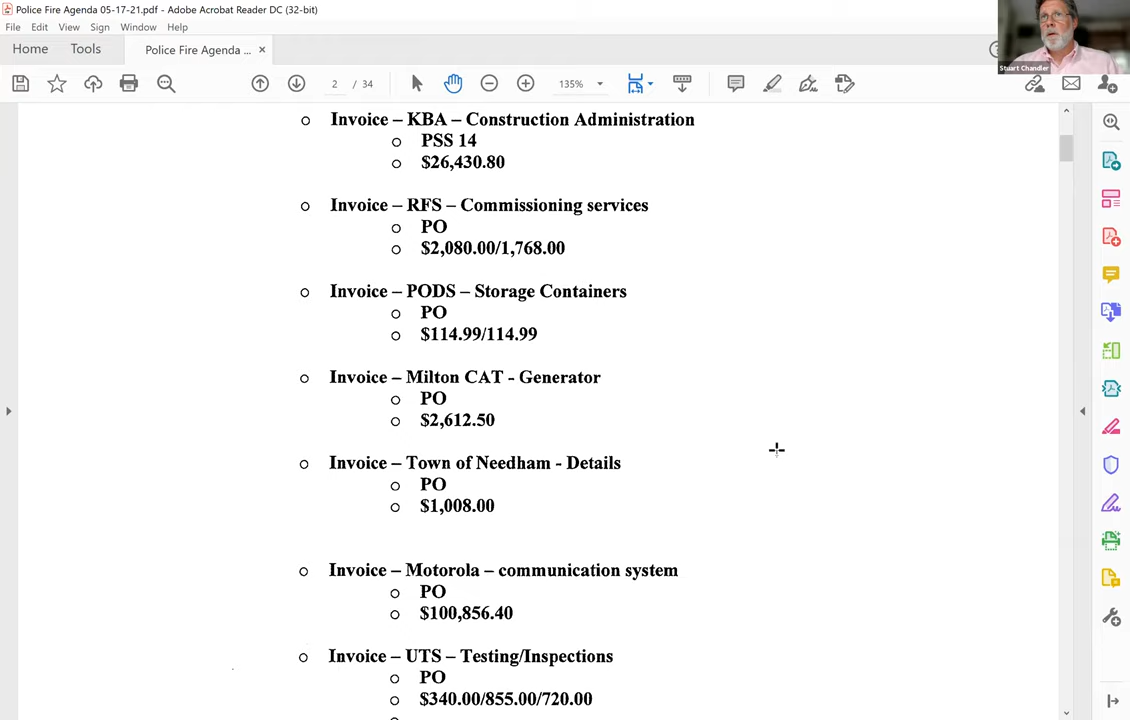 Police Fire Agenda 05-17-21.pdf - Adobe Acrobat Reader DC (32-bit)
File Edit View Sign Window Help
Home Tools Police Fire Agenda ... ×
2 / 34 135%
Stuart Chandler
o Invoice – KBA – Construction Administration
o PSS 14
o $26,430.80
o Invoice – RFS – Commissioning services
o PO
o $2,080.00/1,768.00
o Invoice – PODS – Storage Containers
o PO
o $114.99/114.99
o Invoice – Milton CAT - Generator
o PO
o $2,612.50
o Invoice – Town of Needham - Details
o PO
o $1,008.00
o Invoice – Motorola – communication system
o PO
o $100,856.40
o Invoice – UTS – Testing/Inspections
o PO
o $340.00/855.00/720.00